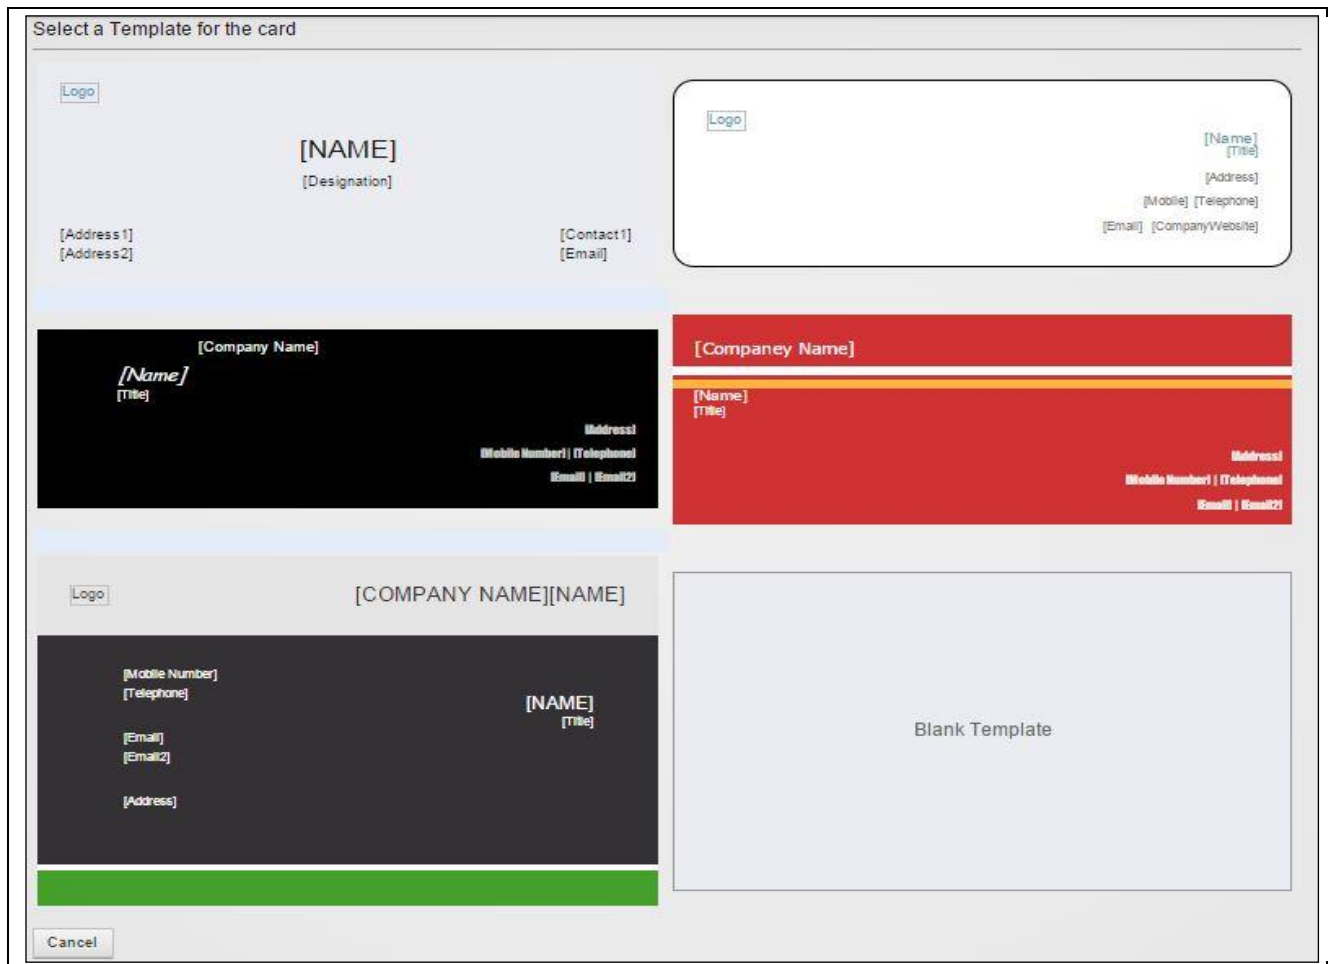 Select a Template for the card
Logo
[NAME]
[Designation]
[Address1]
[Address2]
[Contact1]
[Email]
Logo
[Name]
[Title]
[Address]
[Mobile] [Telephone]
[Email] [CompanyWebsite]
[Company Name]
[Name]
[Title]
[Address]
[Mobile Number] | [Telephone]
[Email] | [Email2]
[Companey Name]
[Name]
[Title]
[Address]
[Mobile Number] | [Telephone]
[Email] | [Email2]
Logo
[COMPANY NAME][NAME]
[Mobile Number]
[Telephone]
[Email]
[Email2]
[Address]
[NAME]
[Title]
Blank Template
Cancel